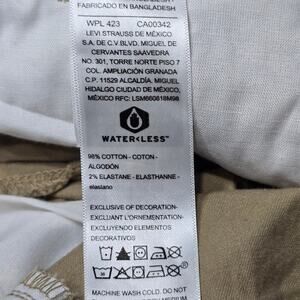 FABRICADO EN BANGLADESH
WPL 423 CA00342
LEVI STRAUSS DE MÉXICO
S.A. DE C.V. BLVD. MIGUEL DE
CERVANTES SAAVEDRA
NO. 301, TORRE NORTE PISO 7
COL. AMPLIACIÓN GRANADA
C.P. 11529 ALCALDÍA. MIGUEL
HIDALGO CIUDAD DE MÉXICO,
MÉXICO RFC: LSM660818M98
WATER<LESS™
98% COTTON - COTON -
ALGODÓN
2% ELASTANE - ELASTHANNE -
elastano
EXCLUSIVE OF DECORATION-
EXCLUANT L'ORNEMENTATION-
EXCLUYENDO ELEMENTOS
DECORATIVOS
MACHINE WASH COLD. DO NOT